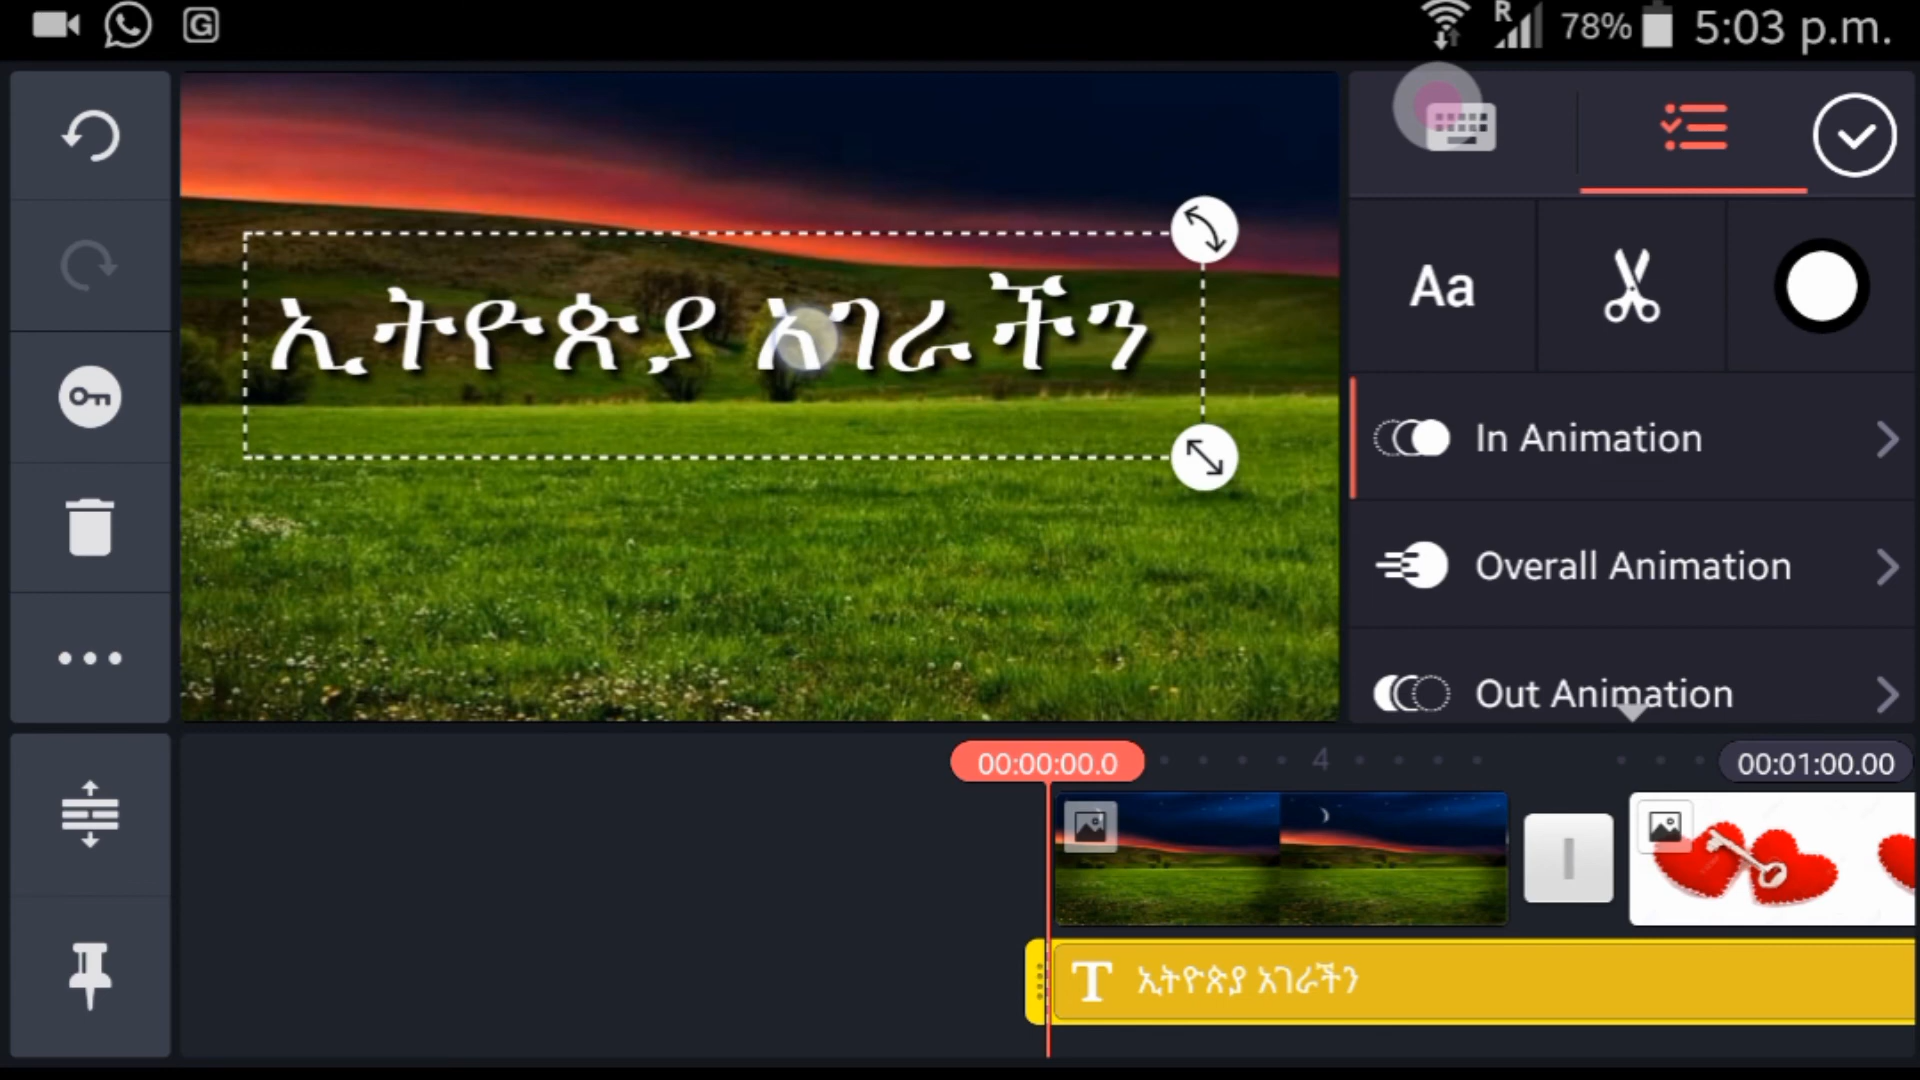 R 78% 5:03 p.m.
ኢትዮጵያ አገራችን
Aa
In Animation
Overall Animation
Out Animation
00:00:00.0 4 00:01:00.00
T ኢትዮጵያ አገራችን